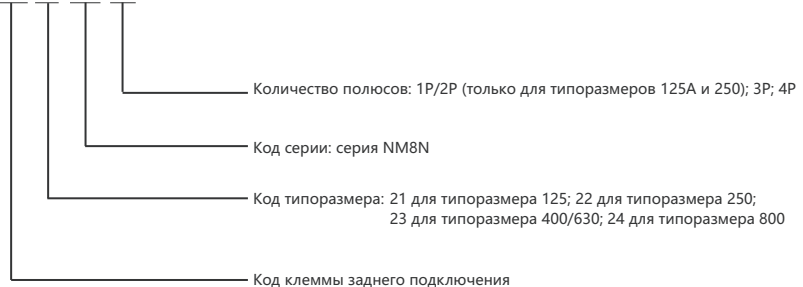 Количество полюсов: 1P/2P (только для типоразмеров 125A и 250); 3P; 4P
Код серии: серия NM8N
Код типоразмера: 21 для типоразмера 125; 22 для типоразмера 250;
23 для типоразмера 400/630; 24 для типоразмера 800
Код клеммы заднего подключения